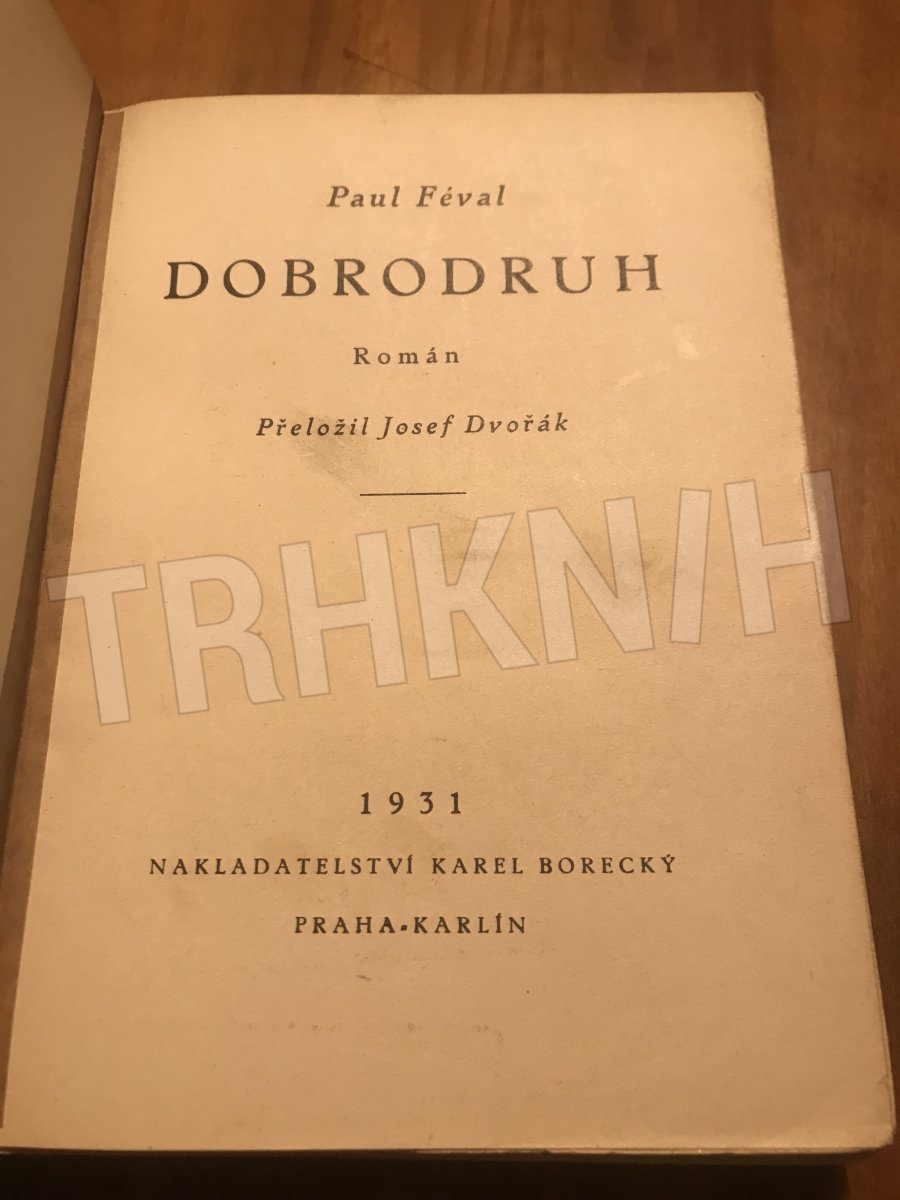 Paul Féval
DOBRODRUH
Román
Přeložil Josef Dvořák
TRHKNIH
1931
NAKLADATELSTVÍ KAREL BORECKÝ
PRAHA-KARLÍN